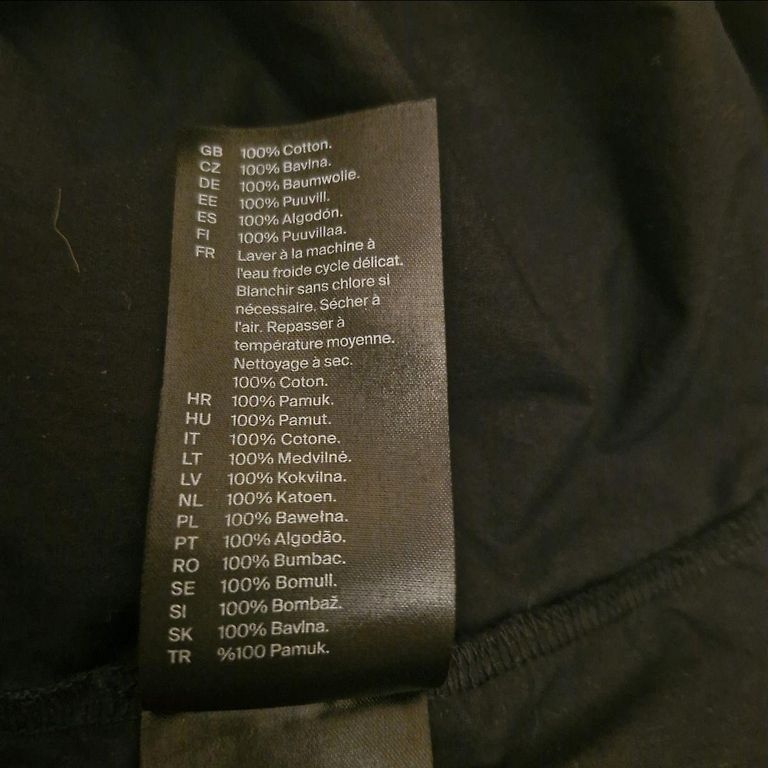 GB 100% Cotton.
CZ 100% Bavlna.
DE 100% Baumwolle.
EE 100% Puuvill.
ES 100% Algodón.
FI 100% Puuvillaa.
FR Laver à la machine à
l'eau froide cycle délicat.
Blanchir sans chlore si
nécessaire. Sécher à
l'air. Repasser à
température moyenne.
Nettoyage à sec.
100% Coton.
HR 100% Pamuk.
HU 100% Pamut.
IT 100% Cotone.
LT 100% Medvilnė.
LV 100% Kokvilna.
NL 100% Katoen.
PL 100% Bawełna.
PT 100% Algodão.
RO 100% Bumbac.
SE 100% Bomull.
SI 100% Bombaž.
SK 100% Bavlna.
TR %100 Pamuk.